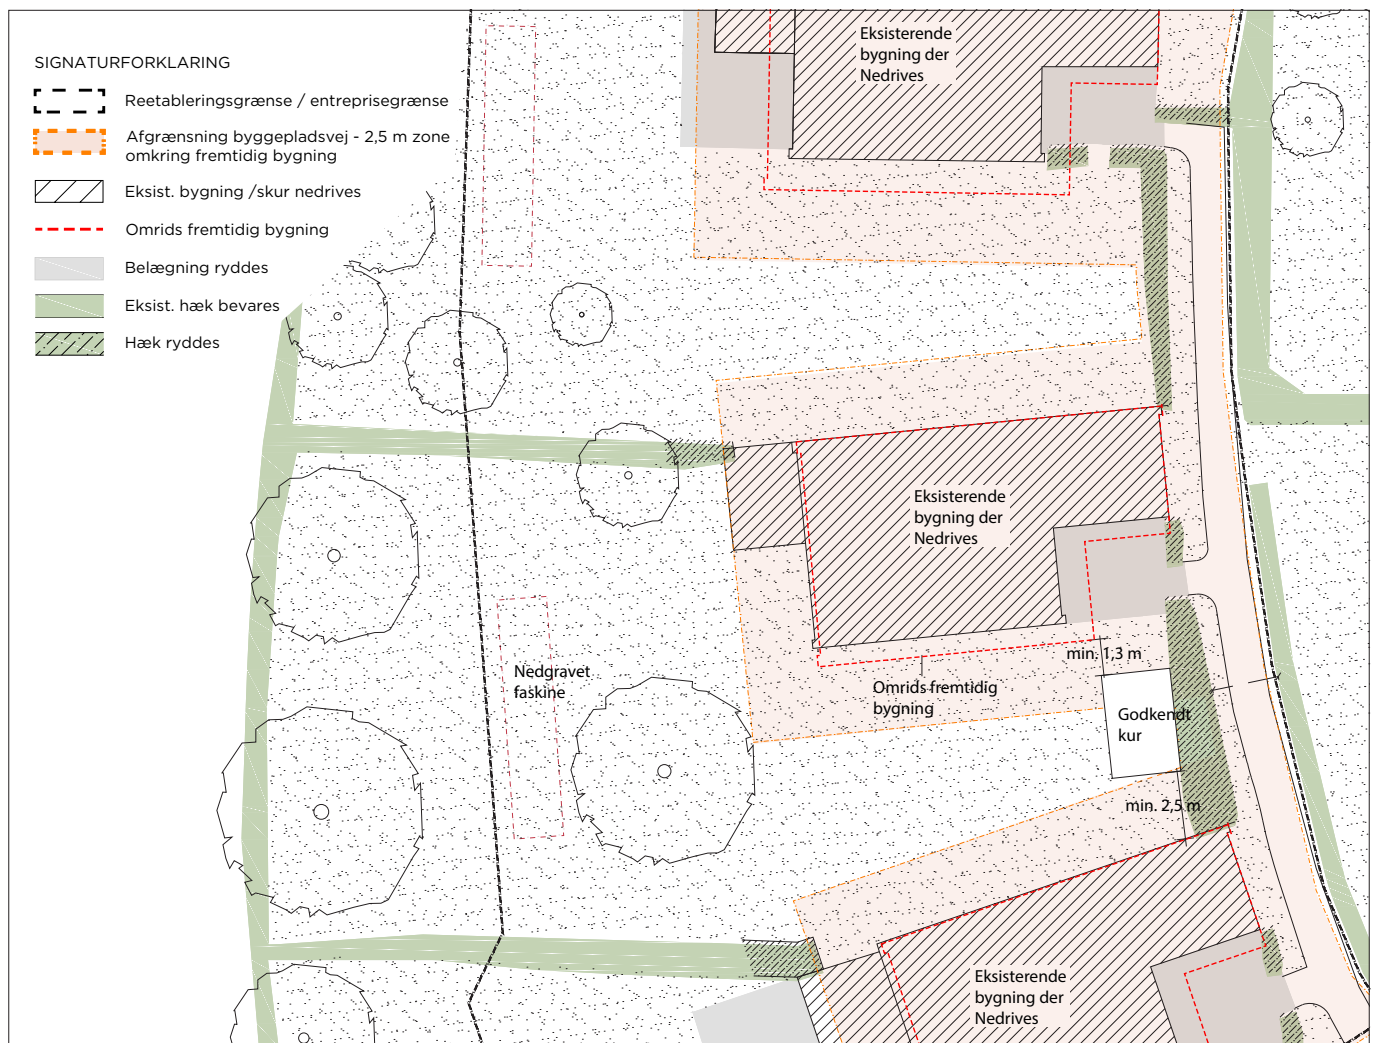 SIGNATURFORKLARING
Reetableringsgrænse / entreprisegrænse
Afgrænsning byggepladsvej - 2,5 m zone
omkring fremtidig bygning
Eksist. bygning /skur nedrives
Omrids fremtidig bygning
Belægning ryddes
Eksist. hæk bevares
Hæk ryddes
Eksisterende
bygning der
Nedrives
Eksisterende
bygning der
Nedrives
min. 1,3 m
Nedgravet
faskine
Omrids fremtidig
bygning
Godkendt
kur
min. 2,5 m
Eksisterende
bygning der
Nedrives